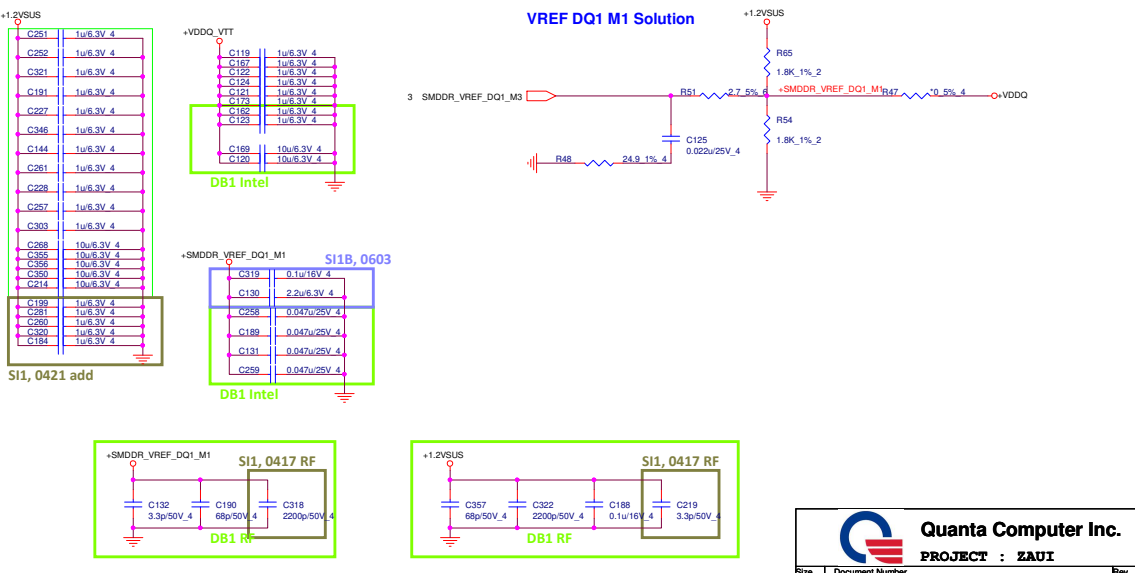 +1.2VSUS
C251 1u/6.3V_4
C252 1u/6.3V_4
C321 1u/6.3V_4
C191 1u/6.3V_4
C227 1u/6.3V_4
C346 1u/6.3V_4
C144 1u/6.3V_4
C261 1u/6.3V_4
C228 1u/6.3V_4
C257 1u/6.3V_4
C303 1u/6.3V_4
C268 10u/6.3V_4
C355 10u/6.3V_4
C356 10u/6.3V_4
C350 10u/6.3V_4
C214 10u/6.3V_4
C199 1u/6.3V_4
C281 1u/6.3V_4
C260 1u/6.3V_4
C320 1u/6.3V_4
C184 1u/6.3V_4
SI1, 0421 add
+VDDQ_VTT
C119 1u/6.3V_4
C167 1u/6.3V_4
C122 1u/6.3V_4
C124 1u/6.3V_4
C121 1u/6.3V_4
C173 1u/6.3V_4
C162 1u/6.3V_4
C123 1u/6.3V_4
C169 10u/6.3V_4
C120 10u/6.3V_4
DB1 Intel
+SMDDR_VREF_DQ1_M1
SI1B, 0603
C319 0.1u/16V_4
C130 2.2u/6.3V_4
C258 0.047u/25V_4
C189 0.047u/25V_4
C131 0.047u/25V_4
C259 0.047u/25V_4
DB1 Intel
VREF DQ1 M1 Solution
+1.2VSUS
R65
1.8K_1%_2
3 SMDDR_VREF_DQ1_M3
R51 2.7_5%_6
+SMDDR_VREF_DQ1_M1
R47 *0_5%_4
+VDDQ
R54
1.8K_1%_2
C125
0.022u/25V_4
R48 24.9_1%_4
+SMDDR_VREF_DQ1_M1
SI1, 0417 RF
C132
3.3p/50V_4
C190
68p/50V_4
C318
2200p/50V_4
DB1 RF
+1.2VSUS
SI1, 0417 RF
C357
68p/50V_4
C322
2200p/50V_4
C188
0.1u/16V_4
C219
3.3p/50V_4
DB1 RF
Quanta Computer Inc.
PROJECT : ZAUI
Size Document Number Rev